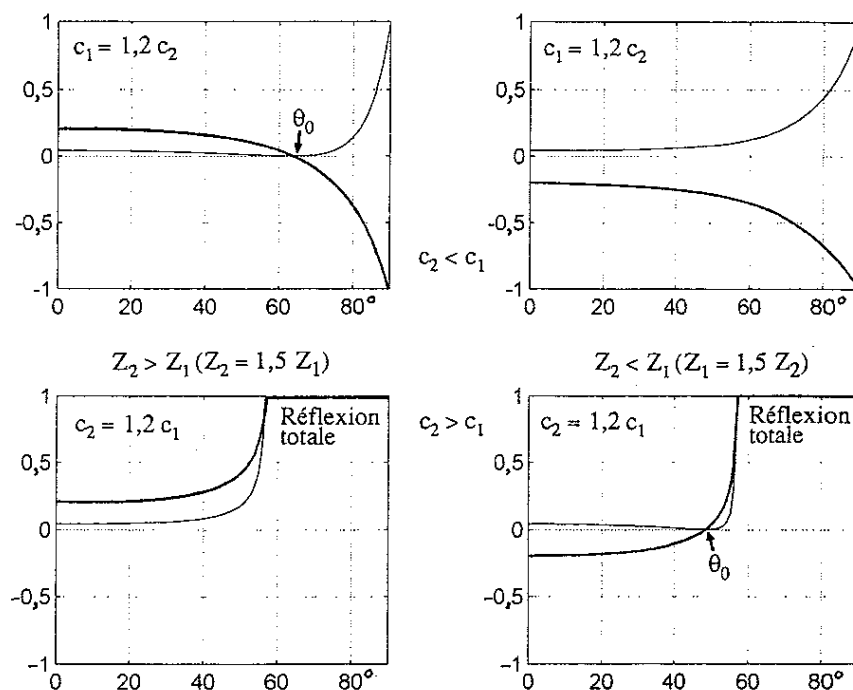 1
c₁ = 1,2 c₂
0,5
θ₀
0
-0,5
-1
0 20 40 60 80°
1
c₁ = 1,2 c₂
0,5
0
-0,5
-1
0 20 40 60 80°
c₂ < c₁
Z₂ > Z₁ (Z₂ = 1,5 Z₁)
Z₂ < Z₁ (Z₁ = 1,5 Z₂)
1
c₂ = 1,2 c₁
Réflexion
totale
0,5
0
-0,5
-1
0 20 40 60 80°
c₂ > c₁
1
c₂ = 1,2 c₁
Réflexion
totale
0,5
0
θ₀
-0,5
-1
0 20 40 60 80°